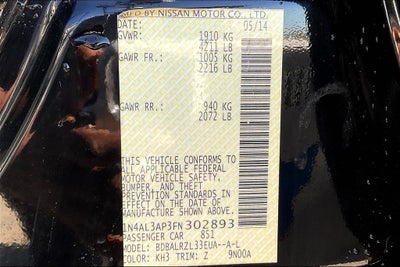 MFD BY NISSAN MOTOR CO., LTD.
DATE: 05/14
GVWR: 1910 KG
4211 LB
GAWR FR.: 1005 KG
2216 LB
GAWR RR.: 940 KG
2072 LB
THIS VEHICLE CONFORMS TO
ALL APPLICABLE FEDERAL
MOTOR VEHICLE SAFETY,
BUMPER, AND THEFT
PREVENTION STANDARDS IN
EFFECT ON THE DATE OF
MANUFACTURE SHOWN ABOVE.
1N4AL3AP3FN302893
PASSENGER CAR 851
MODEL: BDBALRZL33EUA--A-L
COLOR: KH3 TRIM: Z 9N00A